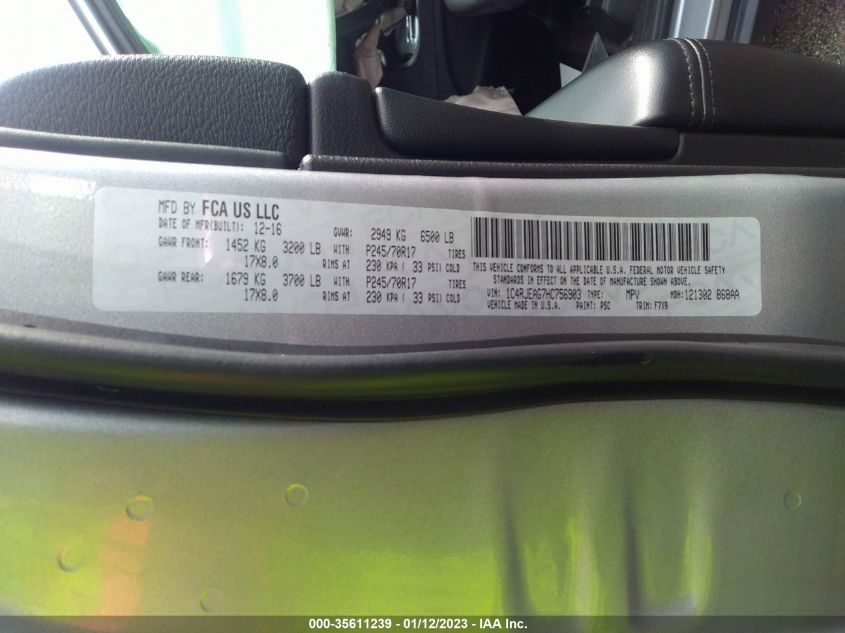 MFD BY FCA US LLC
DATE OF MFR(BUILT): 12-16 GVWR: 2949 KG 6500 LB
GAWR FRONT: 1452 KG 3200 LB WITH P245/70R17 TIRES
17X8.0 RIMS AT 230 KPA ( 33 PSI) COLD
GAWR REAR: 1679 KG 3700 LB WITH P245/70R17 TIRES
17X8.0 RIMS AT 230 KPA ( 33 PSI) COLD
THIS VEHICLE CONFORMS TO ALL APPLICABLE U.S.A. FEDERAL MOTOR VEHICLE SAFETY
STANDARDS IN EFFECT ON THE DATE OF MANUFACTURE SHOWN ABOVE.
VIN: 1C4RJEAG7HC756903 TYPE: MPV MDH:121302 868AA
VEHICLE MADE IN U.S.A. PAINT: PSC TRIM: F7X9
000-35611239 - 01/12/2023 - IAA Inc.